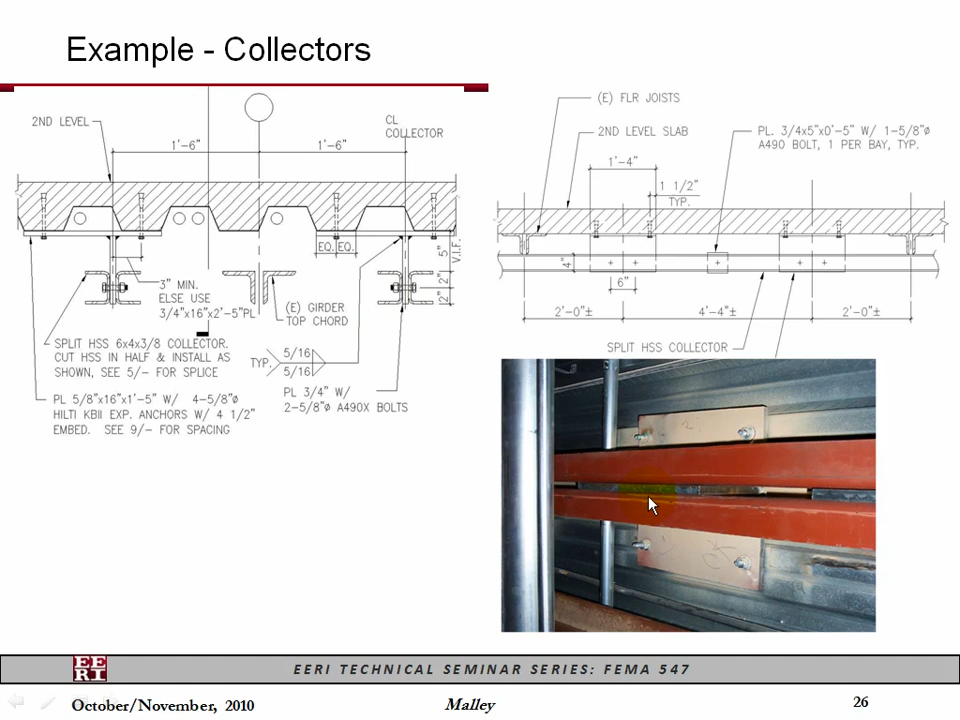 Example - Collectors
2ND LEVEL
1'-6"
1'-6"
CL
COLLECTOR
EQ.
EQ.
5"
V.I.F.
2"
2"
3" MIN.
ELSE USE
3/4"x16"x2'-5"PL
(E) GIRDER
TOP CHORD
SPLIT HSS 6x4x3/8 COLLECTOR.
CUT HSS IN HALF & INSTALL AS
SHOWN, SEE 5/- FOR SPLICE
TYP.
5/16
5/16
PL 3/4" W/
2-5/8"ø A490X BOLTS
PL 5/8"x16"x1'-5" W/ 4-5/8"ø
HILTI KBII EXP. ANCHORS W/ 4 1/2"
EMBED. SEE 9/- FOR SPACING
(E) FLR JOISTS
2ND LEVEL SLAB
PL. 3/4x5"x0'-5" W/ 1-5/8"ø
A490 BOLT, 1 PER BAY, TYP.
1'-4"
1 1/2"
TYP.
4"
6"
2'-0"±
4'-4"±
2'-0"±
SPLIT HSS COLLECTOR
EERI
EERI TECHNICAL SEMINAR SERIES: FEMA 547
October/November, 2010
Malley
26